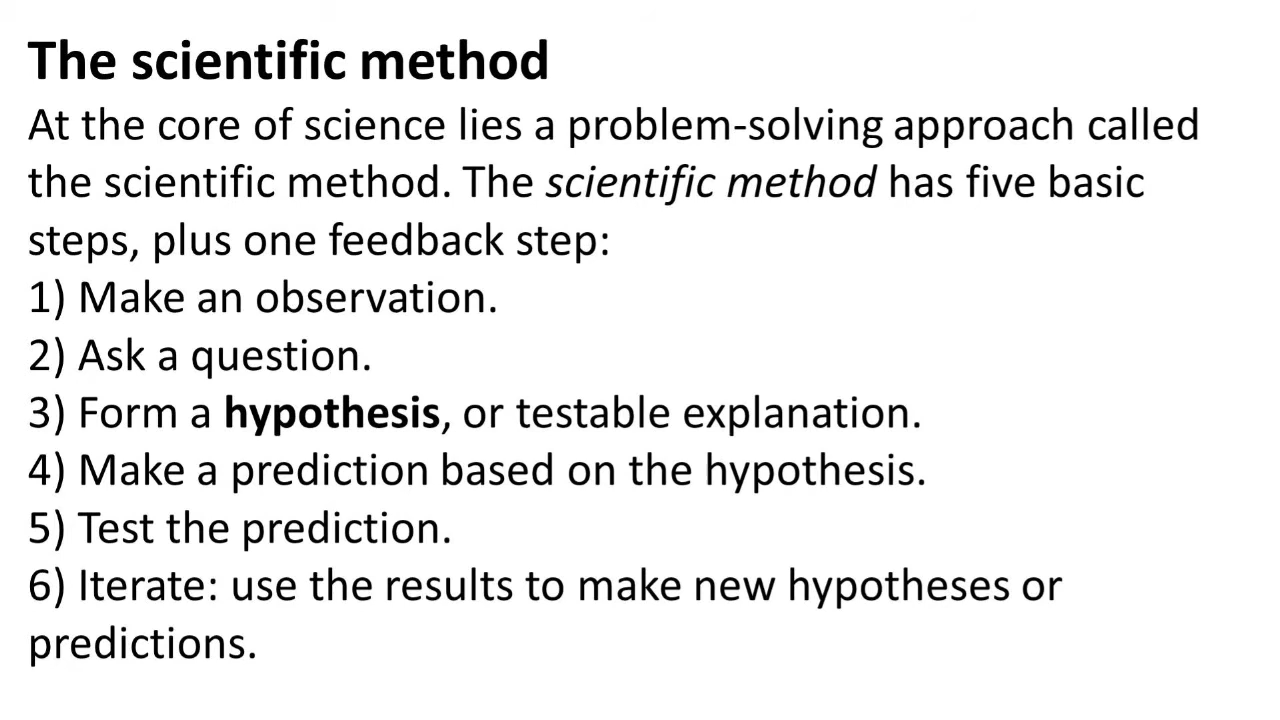 The scientific method
At the core of science lies a problem-solving approach called
the scientific method. The scientific method has five basic
steps, plus one feedback step:
1) Make an observation.
2) Ask a question.
3) Form a hypothesis, or testable explanation.
4) Make a prediction based on the hypothesis.
5) Test the prediction.
6) Iterate: use the results to make new hypotheses or
predictions.